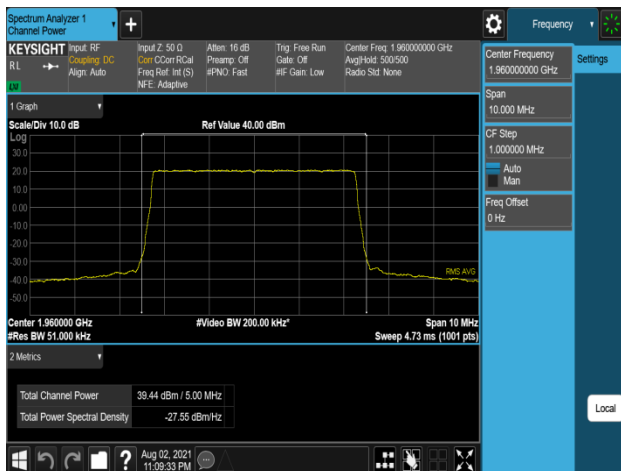 Spectrum Analyzer 1
Channel Power
+
Frequency
KEYSIGHT
RL
LW
Input: RF
Coupling: DC
Align: Auto
Input Z: 50 Ω
Corr CCorr RCal
Freq Ref: Int (S)
NFE: Adaptive
Atten: 16 dB
Preamp: Off
#PNO: Fast
Trig: Free Run
Gate: Off
#IF Gain: Low
Center Freq: 1.960000000 GHz
Avg|Hold: 500/500
Radio Std: None
Center Frequency
1.960000000 GHz
Settings
Span
10.000 MHz
CF Step
1.000000 MHz
Auto
Man
Freq Offset
0 Hz
Local
1 Graph
Scale/Div 10.0 dB
Ref Value 40.00 dBm
Log
30.0
20.0
10.0
0.00
-10.0
-20.0
-30.0
-40.0
-50.0
RMS AVG
Center 1.960000 GHz
#Video BW 200.00 kHz*
Span 10 MHz
#Res BW 51.000 kHz
Sweep 4.73 ms (1001 pts)
2 Metrics
Total Channel Power 39.44 dBm / 5.00 MHz
Total Power Spectral Density -27.55 dBm/Hz
?
Aug 02, 2021
11:09:33 PM